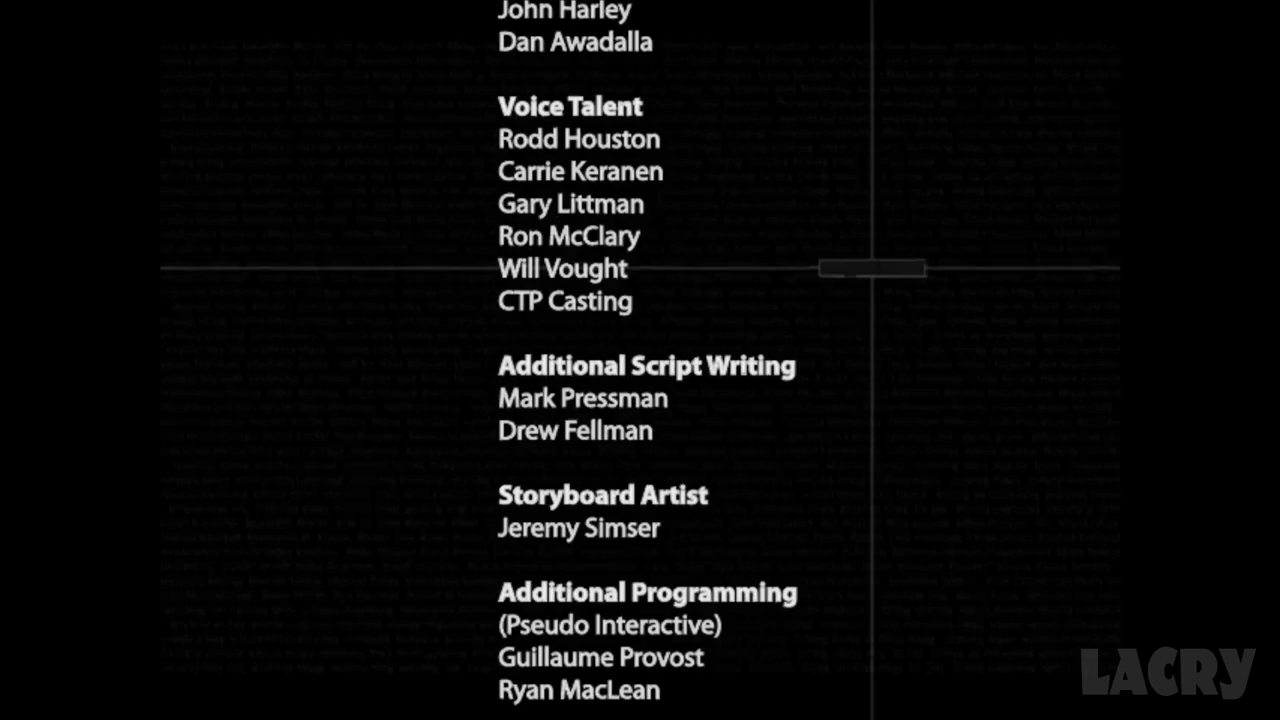 John Harley
Dan Awadalla
Voice Talent
Rodd Houston
Carrie Keranen
Gary Littman
Ron McClary
Will Vought
CTP Casting
Additional Script Writing
Mark Pressman
Drew Fellman
Storyboard Artist
Jeremy Simser
Additional Programming
(Pseudo Interactive)
Guillaume Provost
Ryan MacLean
LACRY